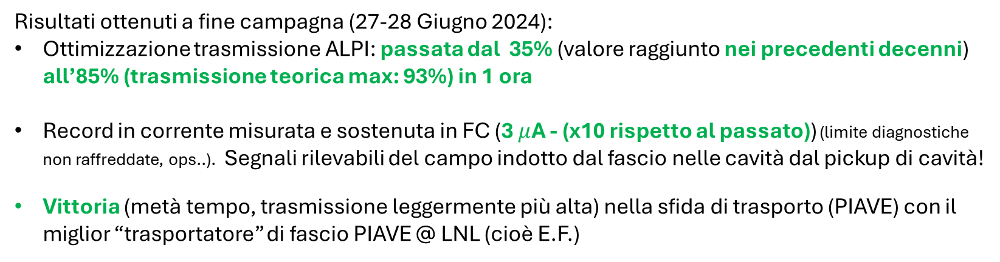 Risultati ottenuti a fine campagna (27-28 Giugno 2024):
• Ottimizzazione trasmissione ALPI: passata dal 35% (valore raggiunto nei precedenti decenni)
all’85% (trasmissione teorica max: 93%) in 1 ora
• Record in corrente misurata e sostenuta in FC (3 𝜇A - (x10 rispetto al passato)) (limite diagnostiche
non raffreddate, ops..). Segnali rilevabili del campo indotto dal fascio nelle cavità dal pickup di cavità!
• Vittoria (metà tempo, trasmissione leggermente più alta) nella sfida di trasporto (PIAVE) con il
miglior “trasportatore” di fascio PIAVE @ LNL (cioè E.F.)